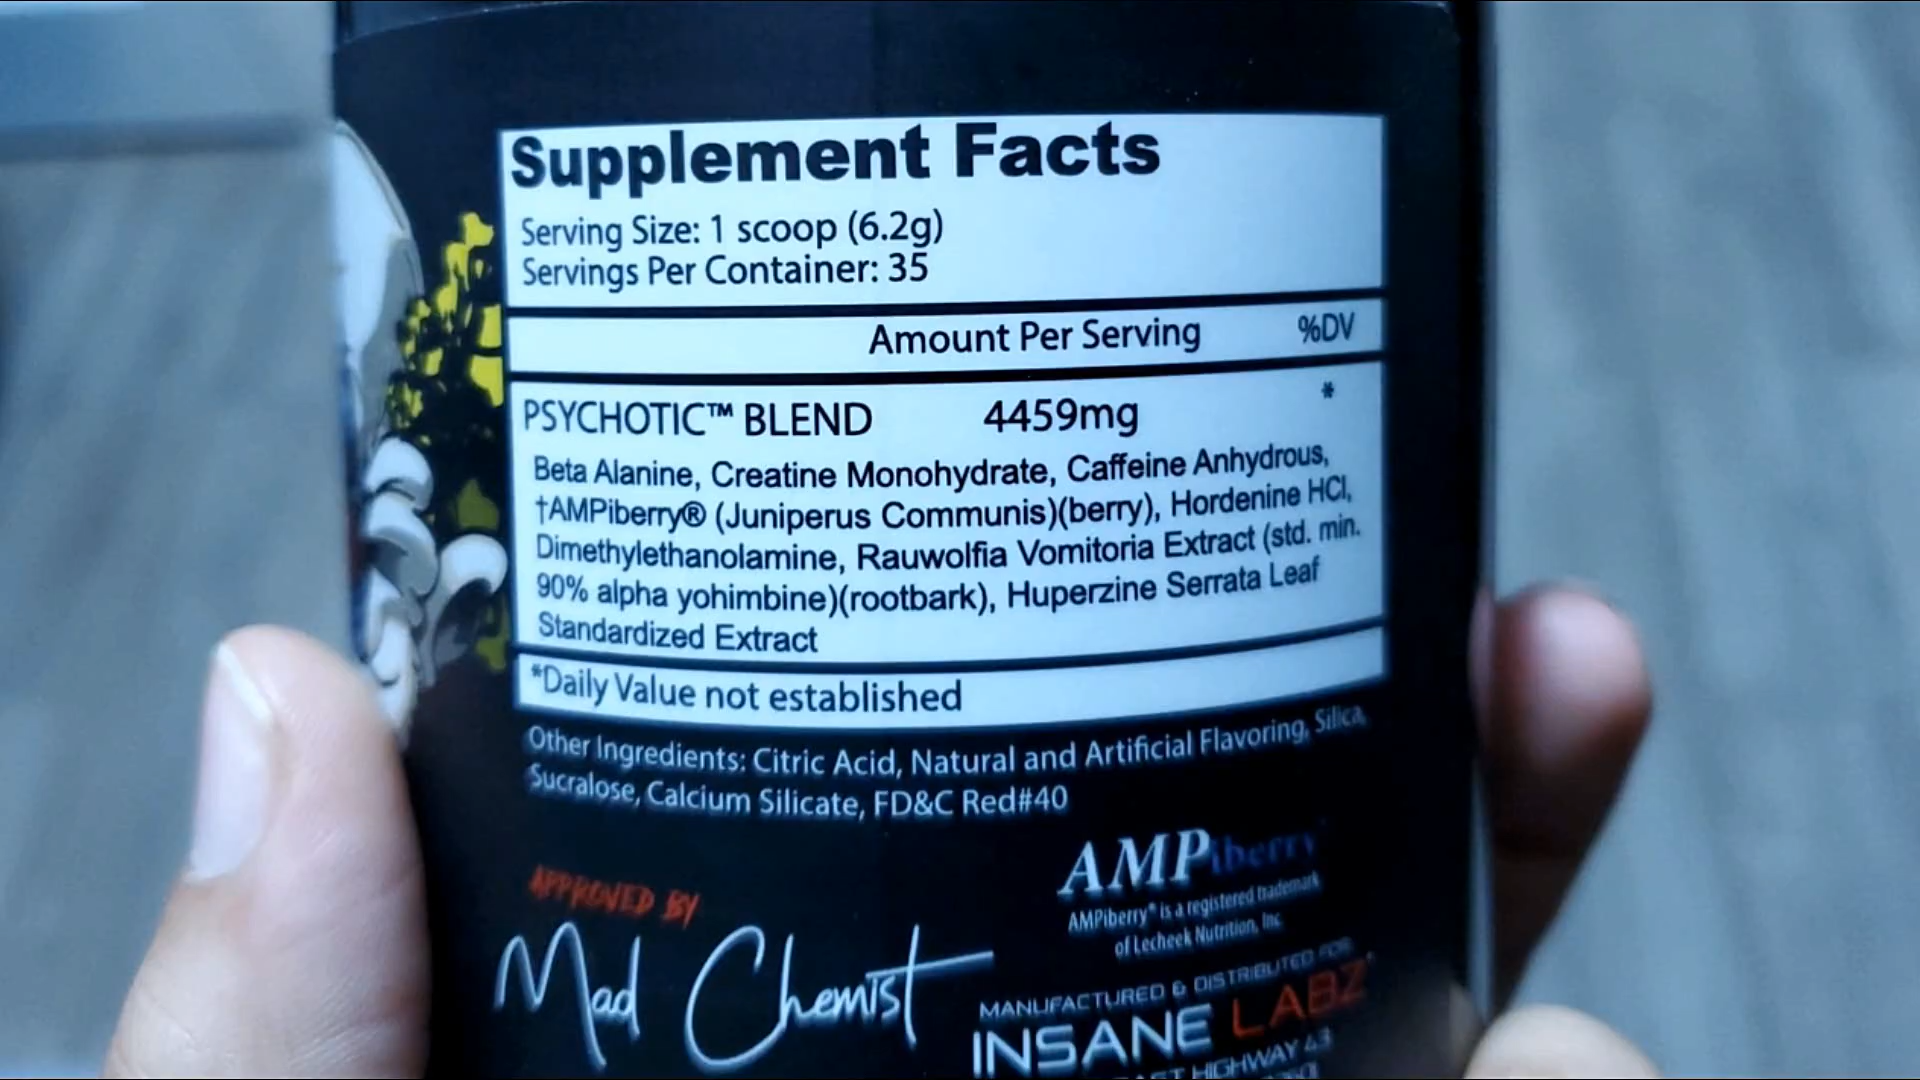 Supplement Facts
Serving Size: 1 scoop (6.2g)
Servings Per Container: 35
Amount Per Serving %DV
PSYCHOTIC™ BLEND 4459mg *
Beta Alanine, Creatine Monohydrate, Caffeine Anhydrous,
†AMPiberry® (Juniperus Communis)(berry), Hordenine HCl,
Dimethylethanolamine, Rauwolfia Vomitoria Extract (std. min.
90% alpha yohimbine)(rootbark), Huperzine Serrata Leaf
Standardized Extract
*Daily Value not established
Other Ingredients: Citric Acid, Natural and Artificial Flavoring, Silica,
Sucralose, Calcium Silicate, FD&C Red#40
APPROVED BY
Mad Chemist
AMPiberry
AMPiberry® is a registered trademark
of Lecheek Nutrition, Inc.
MANUFACTURED & DISTRIBUTED FOR
INSANE LABZ
HIGHWAY 43